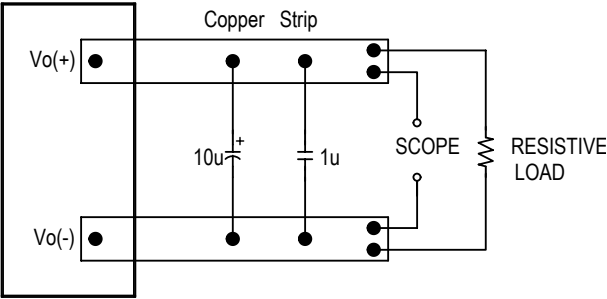 Copper Strip
Vo(+)
+
10u
1u
SCOPE
RESISTIVE
LOAD
Vo(-)